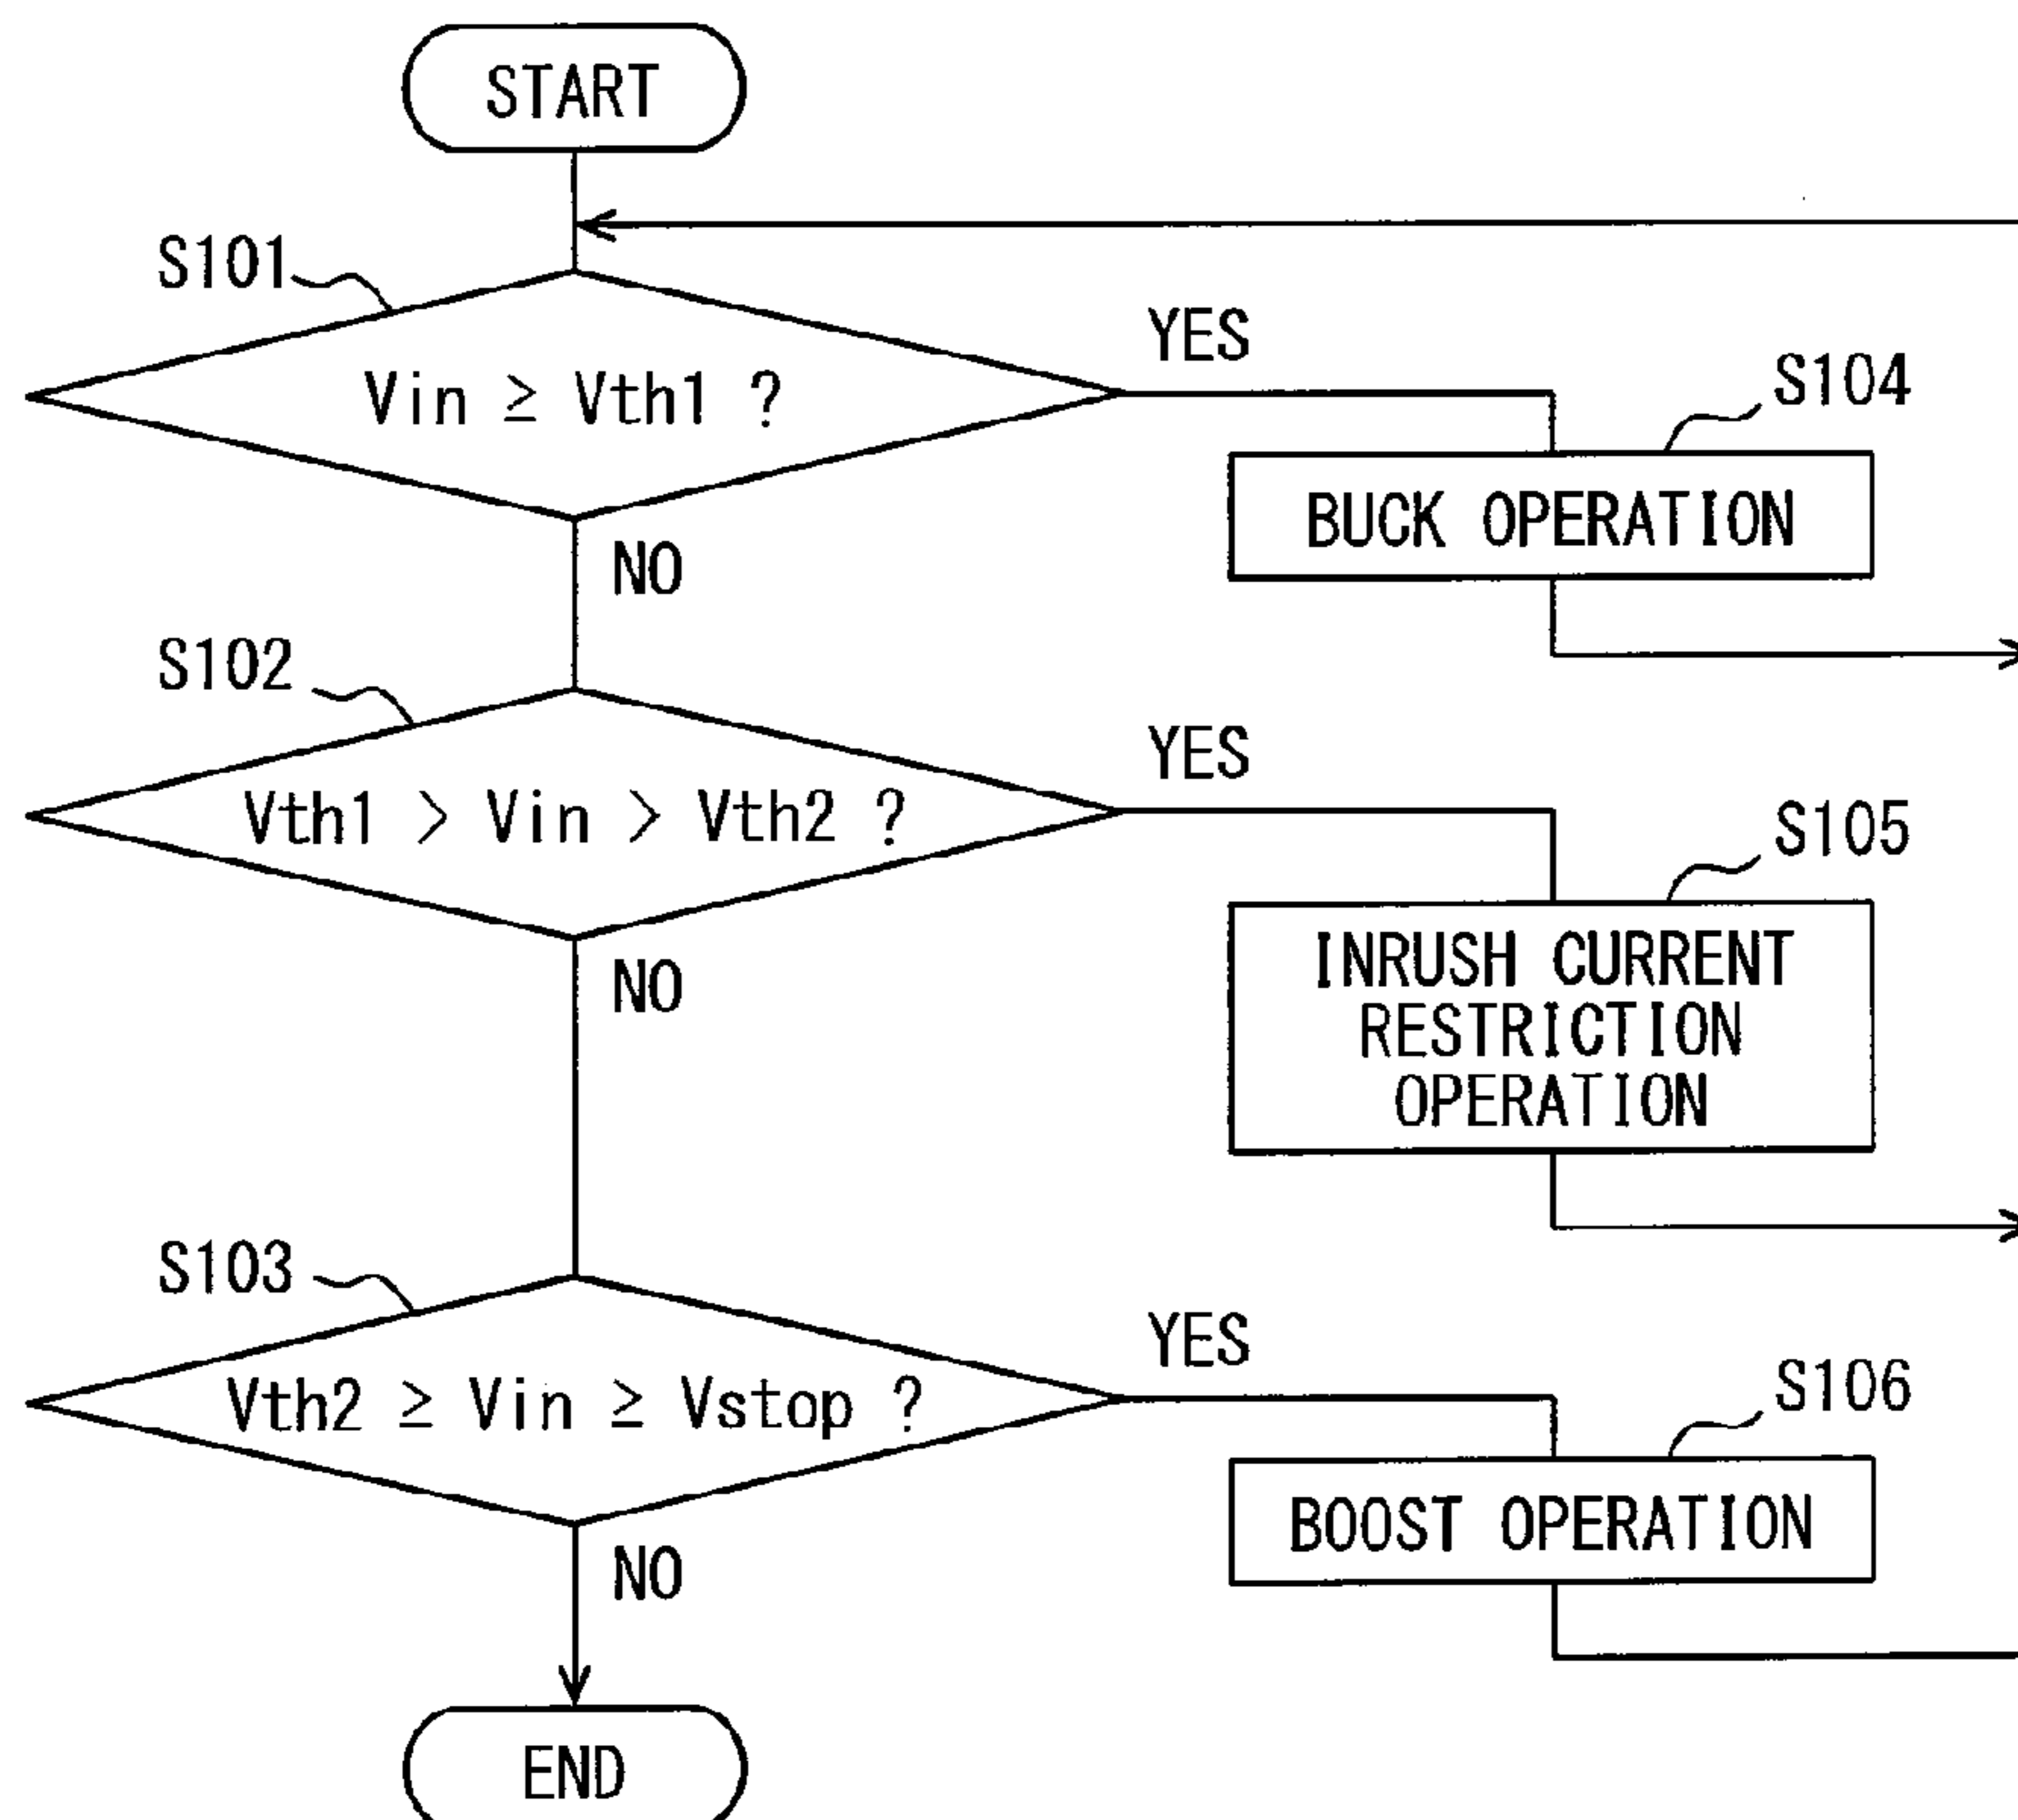 START
S101
Vin ≥ Vth1 ?
YES
S104
BUCK OPERATION
NO
S102
Vth1 > Vin > Vth2 ?
YES
S105
INRUSH CURRENT
RESTRICTION
OPERATION
NO
S103
Vth2 ≥ Vin ≥ Vstop ?
YES
S106
BOOST OPERATION
NO
END